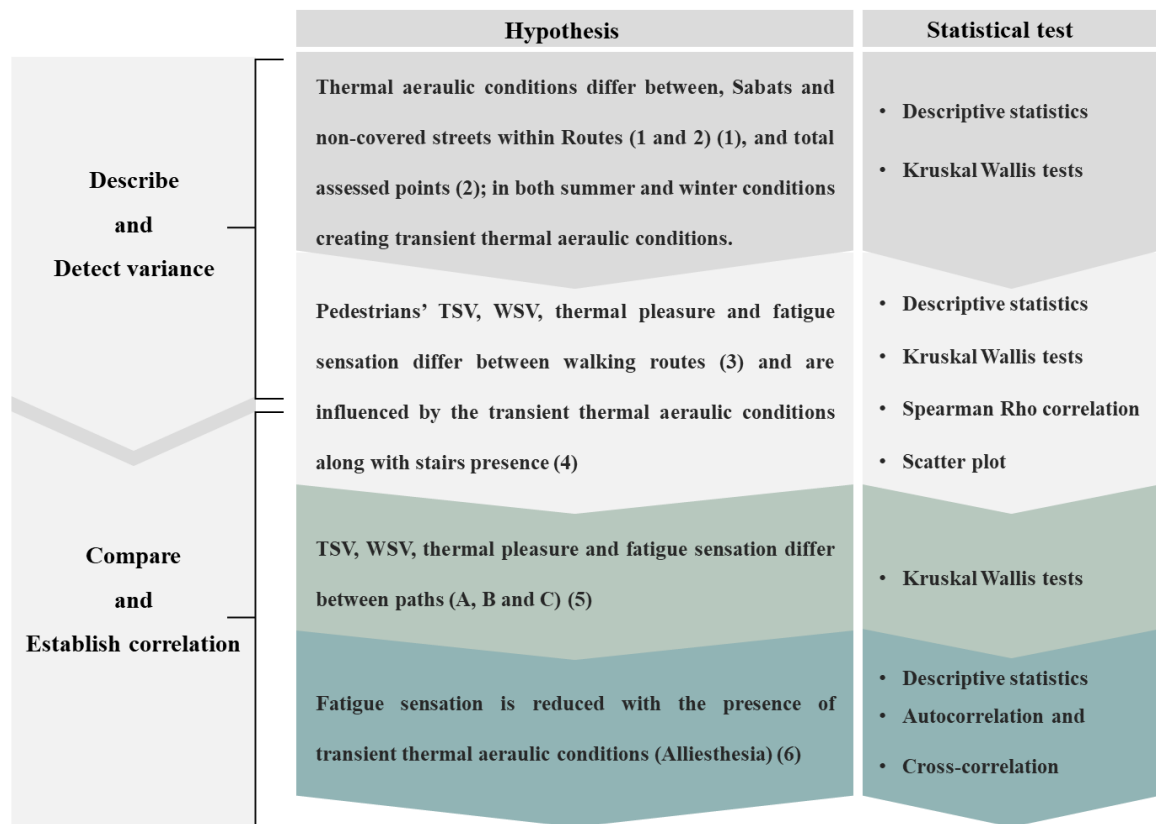 Hypothesis
Statistical test
Describe
and
Detect variance
Thermal aeraulic conditions differ between, Sabats and
non-covered streets within Routes (1 and 2) (1), and total
assessed points (2); in both summer and winter conditions
creating transient thermal aeraulic conditions.
• Descriptive statistics
• Kruskal Wallis tests
Pedestrians' TSV, WSV, thermal pleasure and fatigue
sensation differ between walking routes (3) and are
influenced by the transient thermal aeraulic conditions
along with stairs presence (4)
• Descriptive statistics
• Kruskal Wallis tests
• Spearman Rho correlation
• Scatter plot
Compare
and
Establish correlation
TSV, WSV, thermal pleasure and fatigue sensation differ
between paths (A, B and C) (5)
• Kruskal Wallis tests
Fatigue sensation is reduced with the presence of
transient thermal aeraulic conditions (Alliesthesia) (6)
• Descriptive statistics
• Autocorrelation and
• Cross-correlation